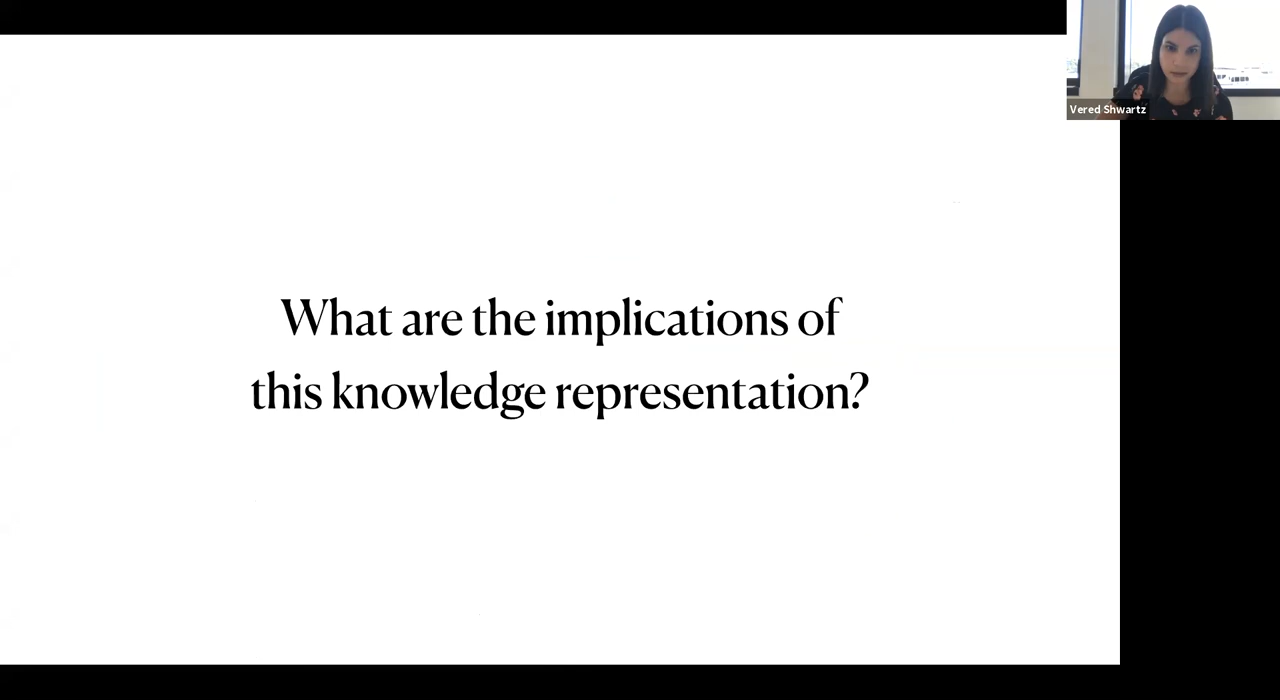 Vered Shwartz
What are the implications of
this knowledge representation?